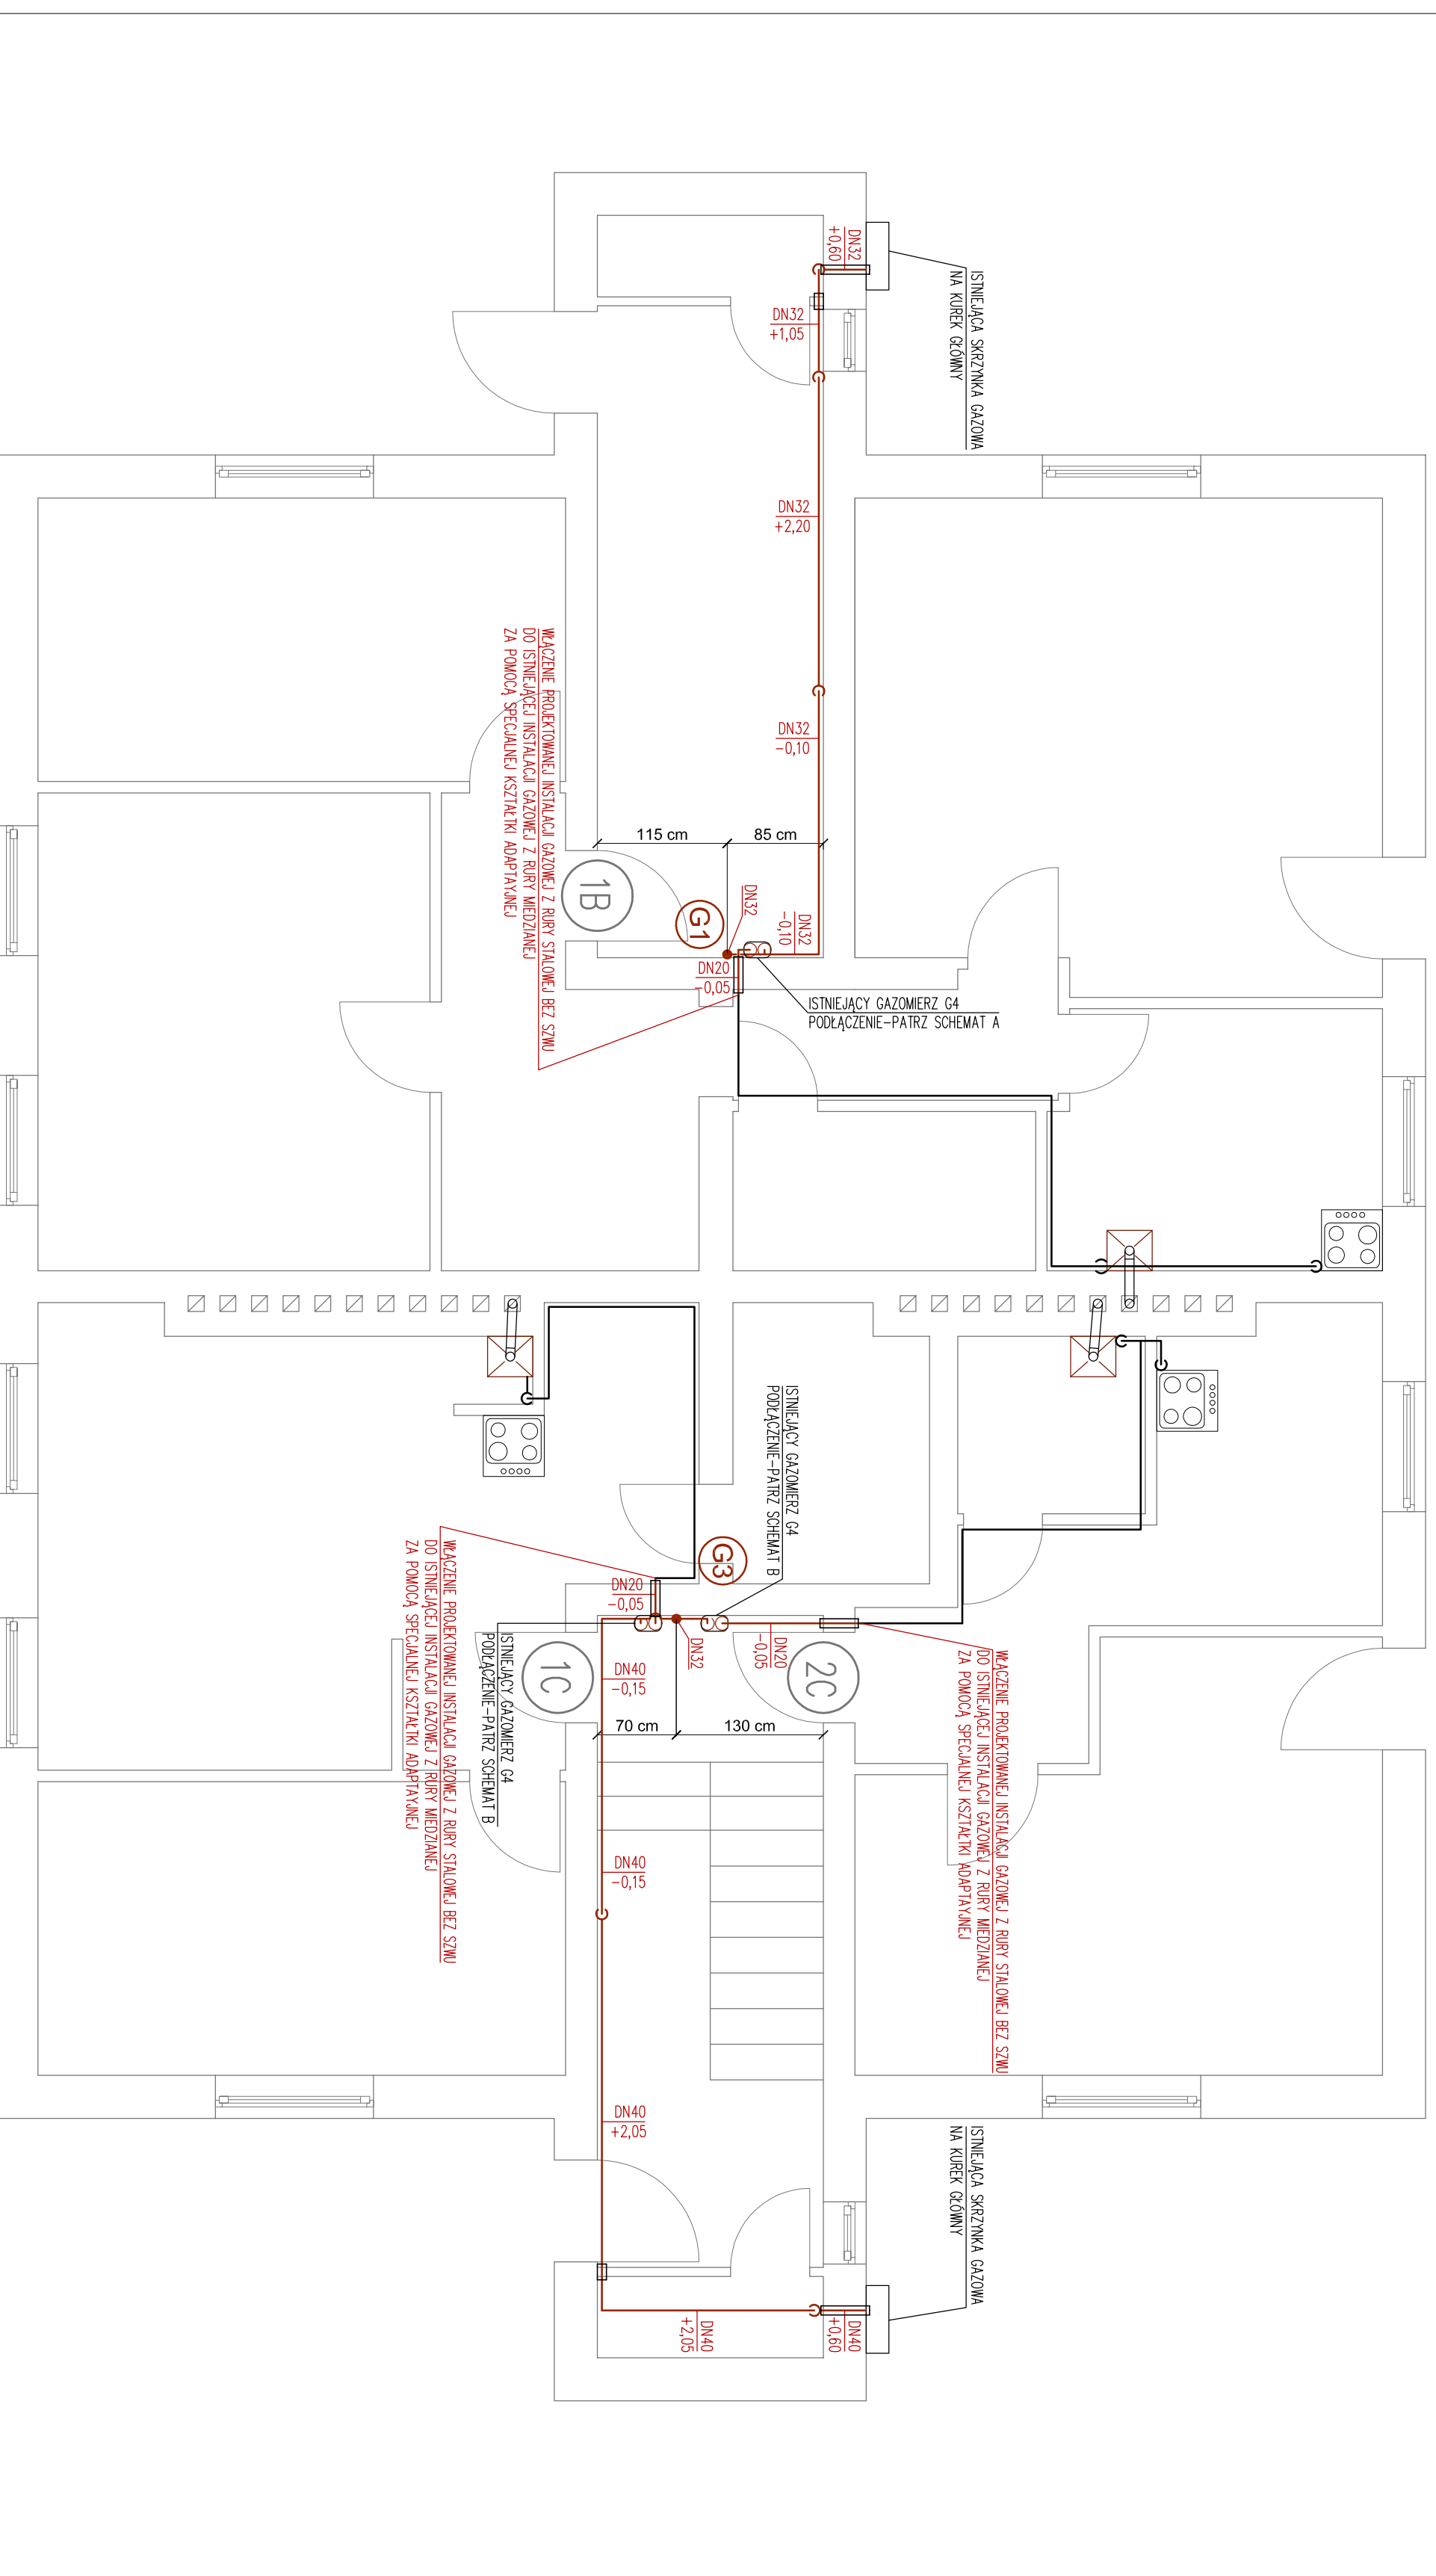 DN32
+0,60
ISTNIEJĄCA SKRZYNKA GAZOWA
NA KUREK GŁÓWNY
DN32
+1,05
DN32
+2,20
WŁĄCZENIE PROJEKTOWANEJ INSTALACJI GAZOWEJ Z RURY STALOWEJ BEZ SZWU
DO ISTNIEJĄCEJ INSTALACJI GAZOWEJ Z RURY MIEDZIANEJ
ZA POMOCĄ SPECJALNEJ KSZTAŁTKI ADAPTAYJNEJ
DN32
-0,10
115 cm
85 cm
1B
G1
DN32
DN32
-0,10
DN20
-0,05
ISTNIEJĄCY GAZOMIERZ G4
PODŁĄCZENIE-PATRZ SCHEMAT A
ISTNIEJĄCY GAZOMIERZ G4
PODŁĄCZENIE-PATRZ SCHEMAT B
G3
DN20
-0,05
WŁĄCZENIE PROJEKTOWANEJ INSTALACJI GAZOWEJ Z RURY STALOWEJ BEZ SZWU
DO ISTNIEJĄCEJ INSTALACJI GAZOWEJ Z RURY MIEDZIANEJ
ZA POMOCĄ SPECJALNEJ KSZTAŁTKI ADAPTAYJNEJ
ISTNIEJĄCY GAZOMIERZ G4
PODŁĄCZENIE-PATRZ SCHEMAT B
1C
DN32
DN20
-0,05
2C
WŁĄCZENIE PROJEKTOWANEJ INSTALACJI GAZOWEJ Z RURY STALOWEJ BEZ SZWU
DO ISTNIEJĄCEJ INSTALACJI GAZOWEJ Z RURY MIEDZIANEJ
ZA POMOCĄ SPECJALNEJ KSZTAŁTKI ADAPTAYJNEJ
DN40
-0,15
70 cm
130 cm
DN40
-0,15
DN40
+2,05
ISTNIEJĄCA SKRZYNKA GAZOWA
NA KUREK GŁÓWNY
DN40
+2,05
DN40
+0,60